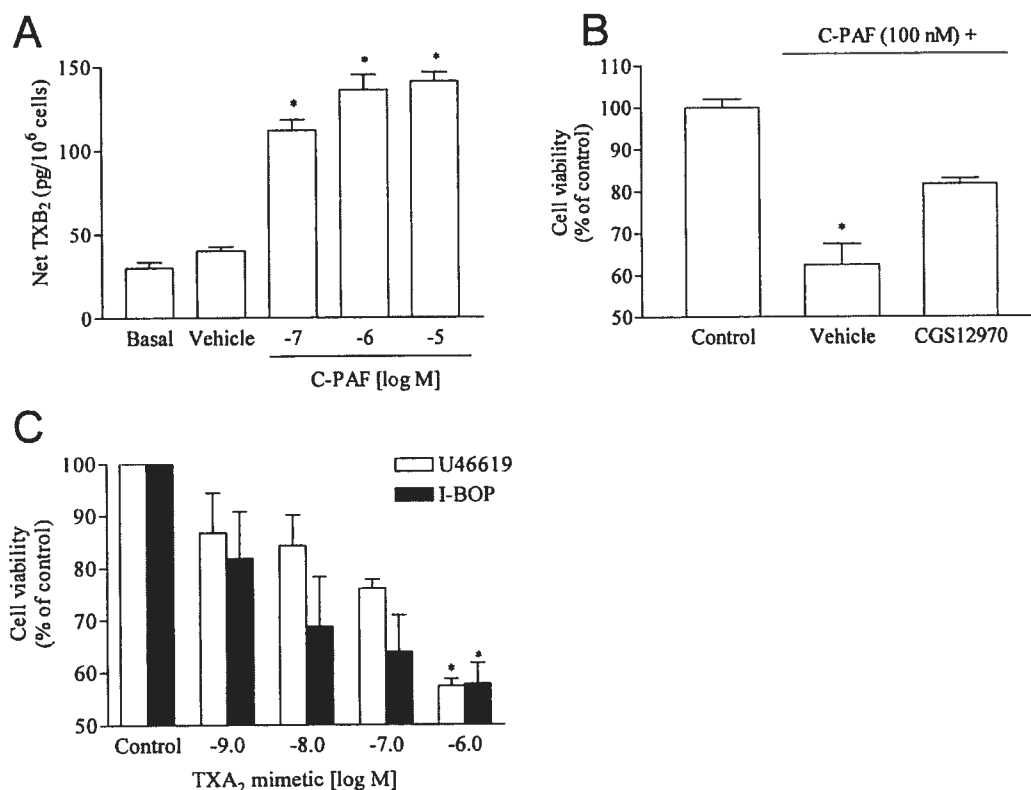 A
Net TXB₂ (pg/10⁶ cells)
150
100
50
0
*
*
*
Basal
Vehicle
-7
-6
-5
C-PAF [log M]
B
C-PAF (100 nM) +
Cell viability
(% of control)
110
100
90
80
70
60
50
*
Control
Vehicle
CGS12970
C
U46619
I-BOP
Cell viability
(% of control)
100
90
80
70
60
50
*
*
Control
-9.0
-8.0
-7.0
-6.0
TXA₂ mimetic [log M]